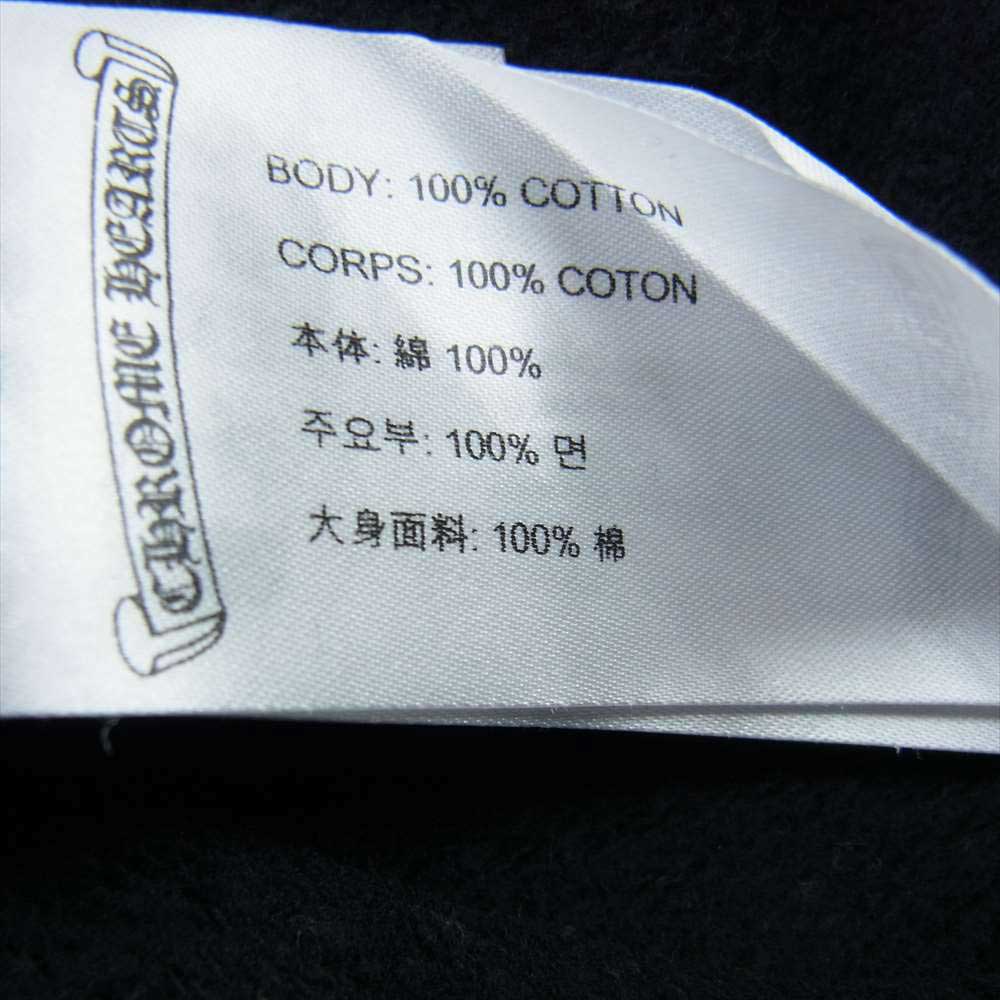 CHROME HEARTS
BODY: 100% COTTON
CORPS: 100% COTON
本体: 綿 100%
주요부: 100% 면
大身面料: 100% 棉